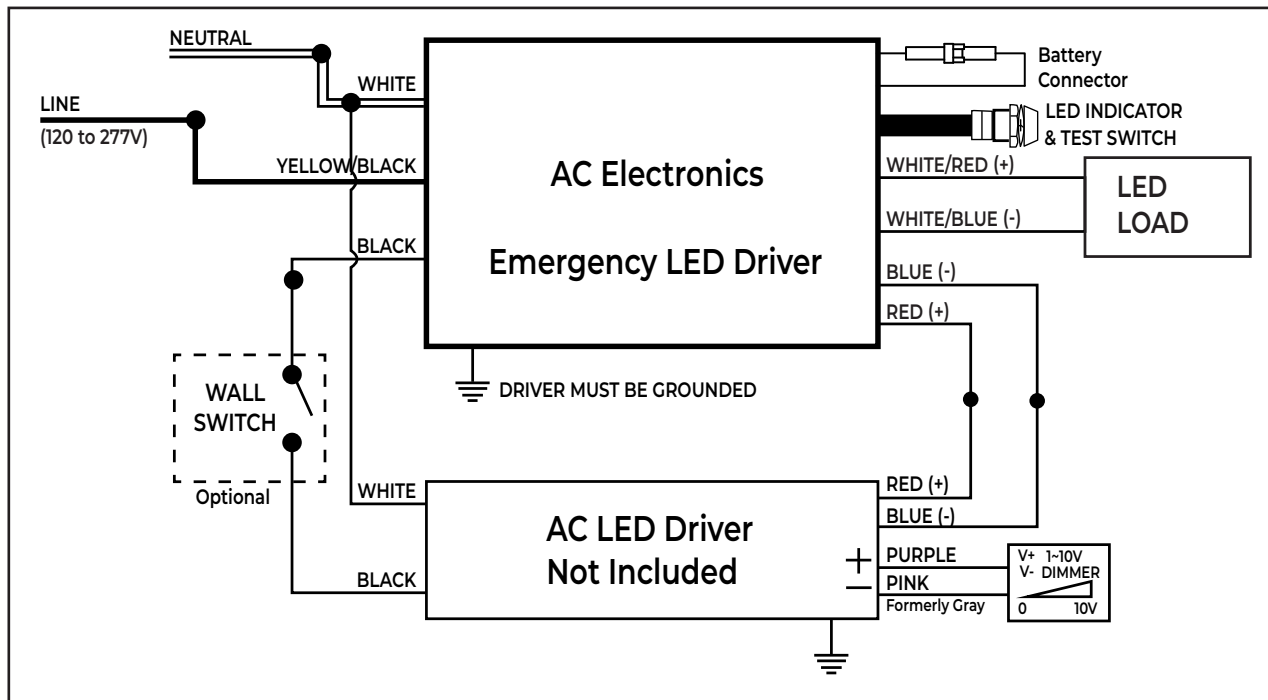 NEUTRAL
WHITE
LINE
(120 to 277V)
YELLOW/BLACK
BLACK
AC Electronics
Emergency LED Driver
Battery
Connector
LED INDICATOR
& TEST SWITCH
WHITE/RED (+)
WHITE/BLUE (-)
LED
LOAD
BLUE (-)
RED (+)
DRIVER MUST BE GROUNDED
WALL
SWITCH
Optional
WHITE
BLACK
AC LED Driver
Not Included
RED (+)
BLUE (-)
+ PURPLE
− PINK
Formerly Gray
V+ 1~10V
V- DIMMER
0 10V